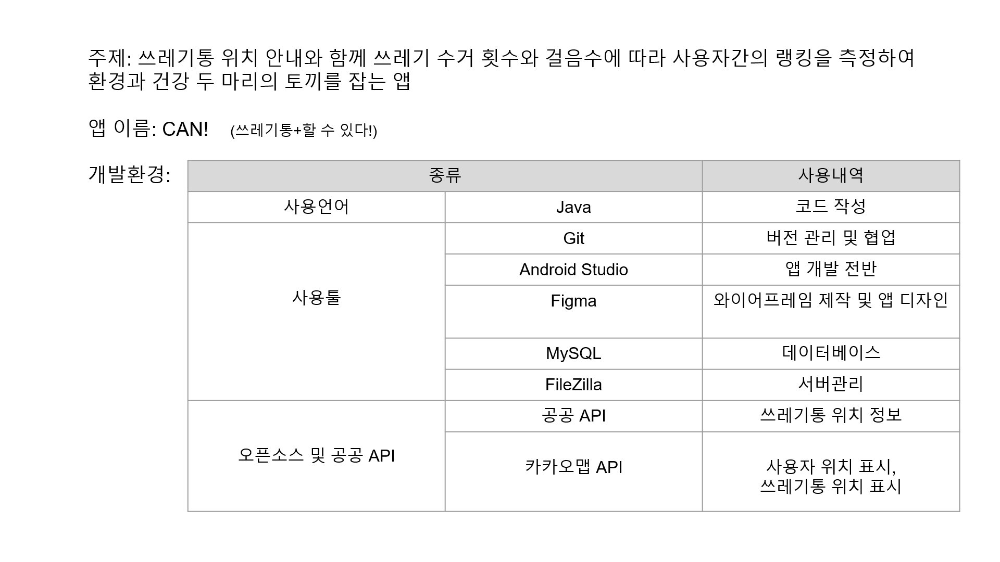 주제: 쓰레기통 위치 안내와 함께 쓰레기 수거 횟수와 걸음수에 따라 사용자간의 랭킹을 측정하여
환경과 건강 두 마리의 토끼를 잡는 앱
앱 이름: CAN! (쓰레기통+할 수 있다!)
개발환경:
종류 사용내역
사용언어 Java 코드 작성
사용툴
Git 버전 관리 및 협업
Android Studio 앱 개발 전반
Figma 와이어프레임 제작 및 앱 디자인
MySQL 데이터베이스
FileZilla 서버관리
오픈소스 및 공공 API
공공 API 쓰레기통 위치 정보
카카오맵 API 사용자 위치 표시,
쓰레기통 위치 표시